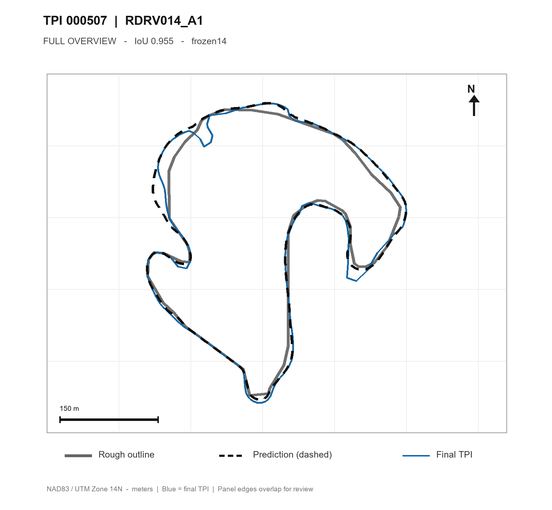 TPI 000507 | RDRV014_A1
FULL OVERVIEW - IoU 0.955 - frozen14
N
150 m
Rough outline
Prediction (dashed)
Final TPI
NAD83 / UTM Zone 14N - meters | Blue = final TPI | Panel edges overlap for review